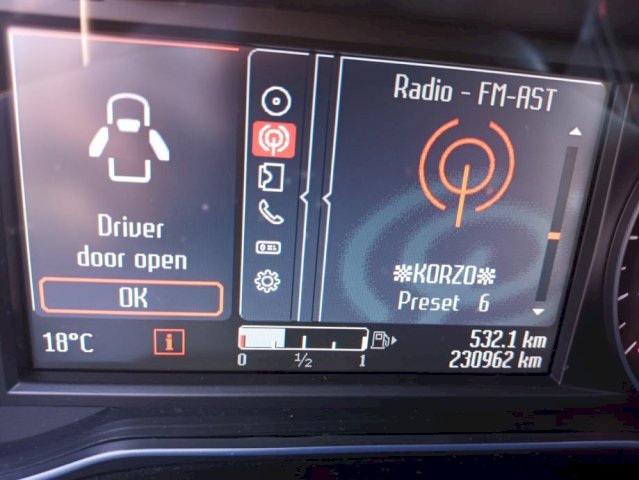 Driver
door open
OK
18°C
i
0
1/2
1
Radio - FM-AST
※KORZO※
Preset 6
532.1 km
230962 km